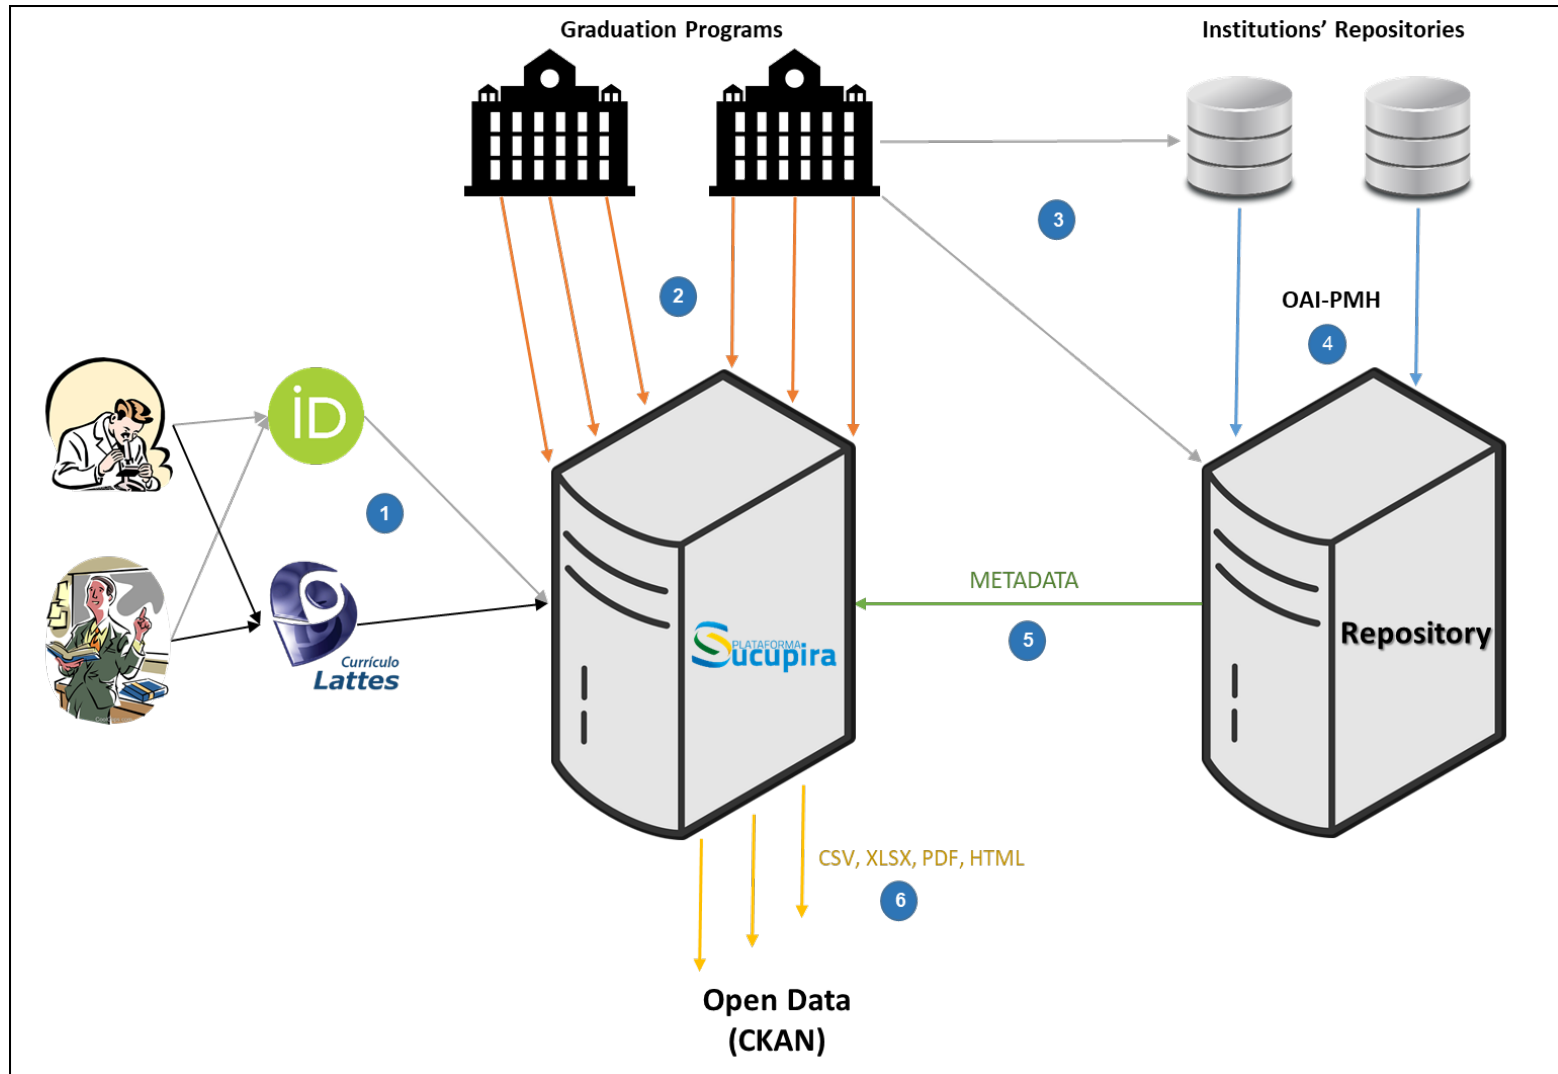 Graduation Programs
Institutions' Repositories
3
2
OAI-PMH
4
iD
1
METADATA
5
PLATAFORMA
Sucupira
Repository
Currículo
Lattes
CSV, XLSX, PDF, HTML
6
Open Data
(CKAN)